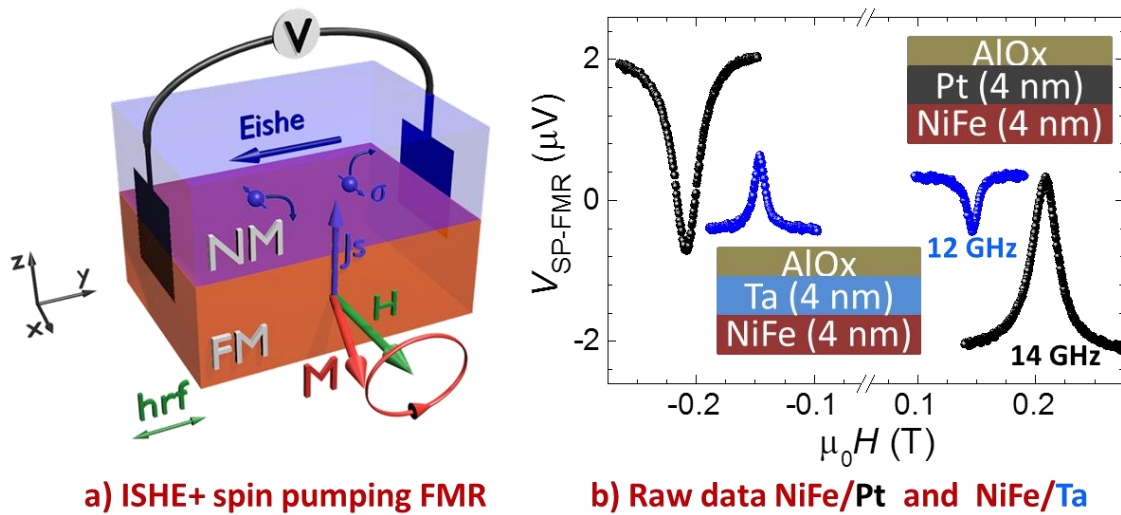 V
Eishe
σ
NM
Js
H
FM
M
hrf
z
y
x
a) ISHE+ spin pumping FMR
V_SP-FMR (μV)
2
0
-2
AlOx
Pt (4 nm)
NiFe (4 nm)
12 GHz
AlOx
Ta (4 nm)
NiFe (4 nm)
14 GHz
-0.2 -0.1 0.1 0.2
μ₀H (T)
b) Raw data NiFe/Pt and NiFe/Ta